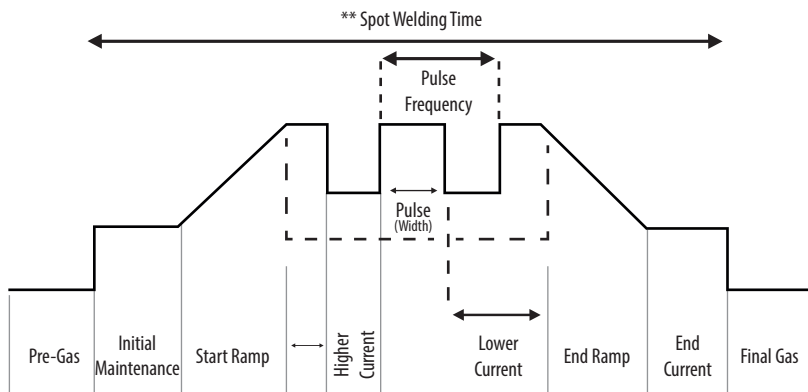 ** Spot Welding Time
Pulse
Frequency
Pulse
(Width)
Pre-Gas
Initial
Maintenance
Start Ramp
Higher
Current
Lower
Current
End Ramp
End
Current
Final Gas